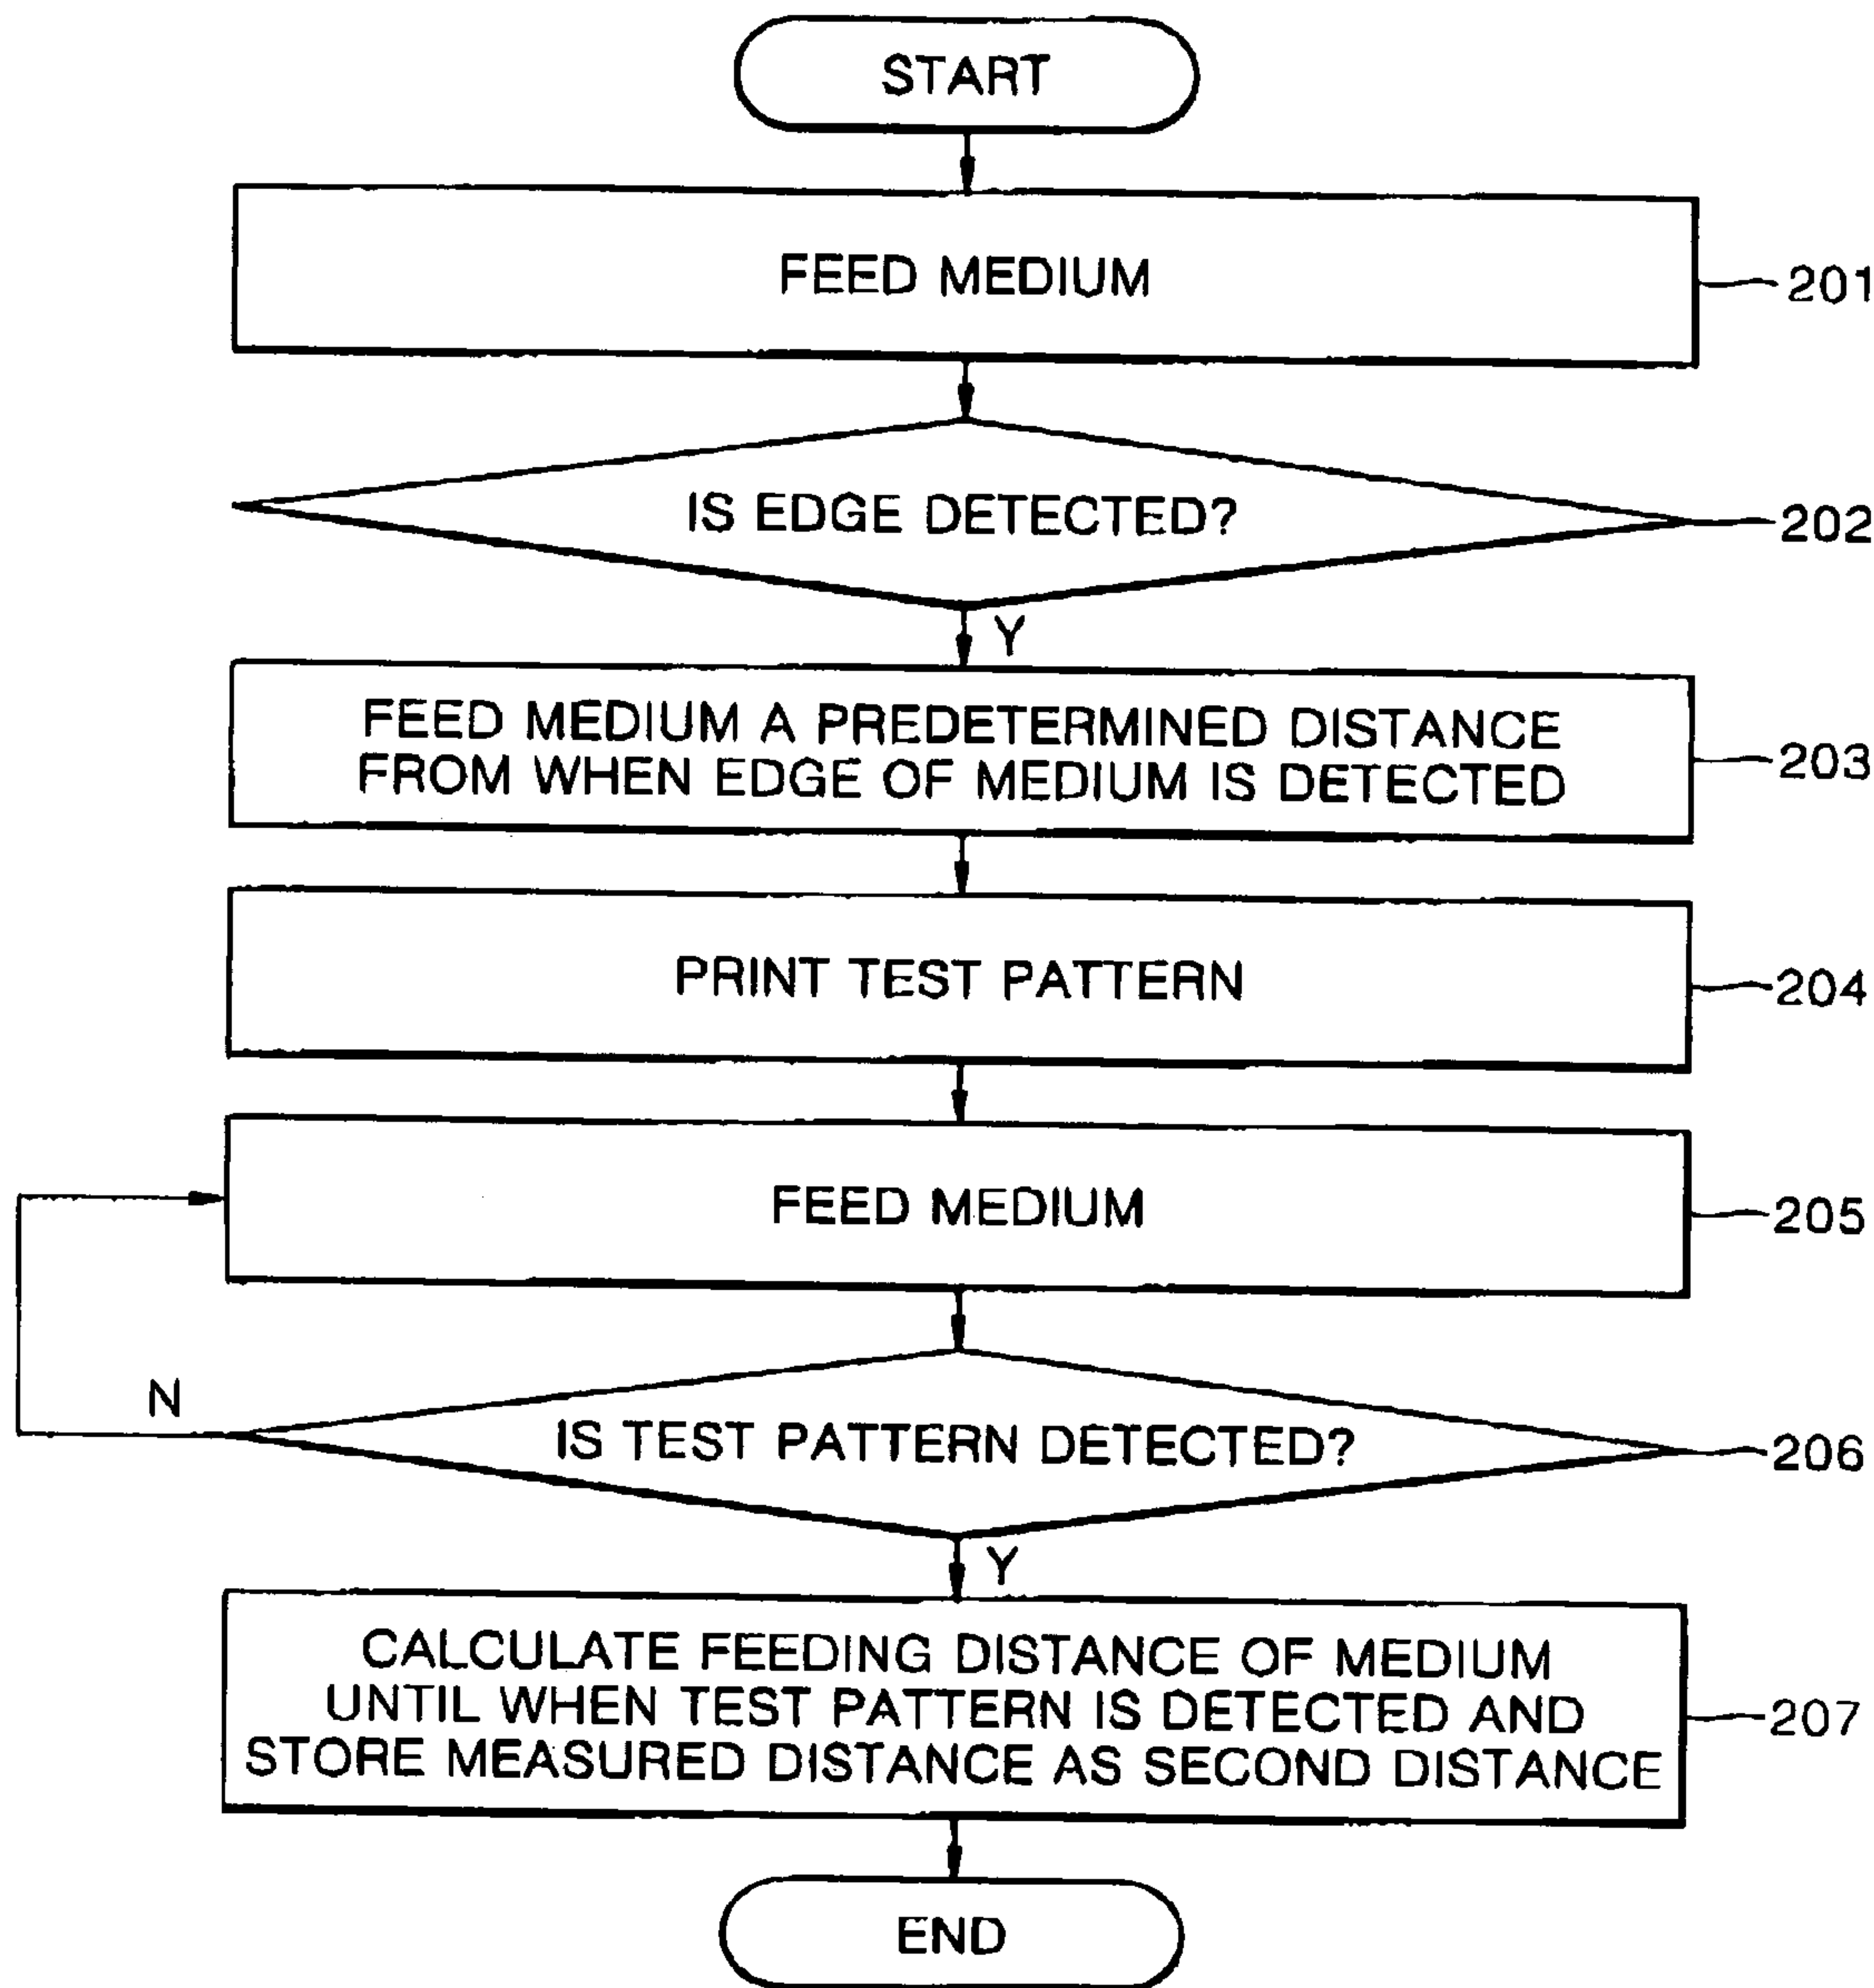 START
FEED MEDIUM
201
IS EDGE DETECTED?
202
Y
FEED MEDIUM A PREDETERMINED DISTANCE
FROM WHEN EDGE OF MEDIUM IS DETECTED
203
PRINT TEST PATTERN
204
FEED MEDIUM
205
N
IS TEST PATTERN DETECTED?
206
Y
CALCULATE FEEDING DISTANCE OF MEDIUM
UNTIL WHEN TEST PATTERN IS DETECTED AND
STORE MEASURED DISTANCE AS SECOND DISTANCE
207
END